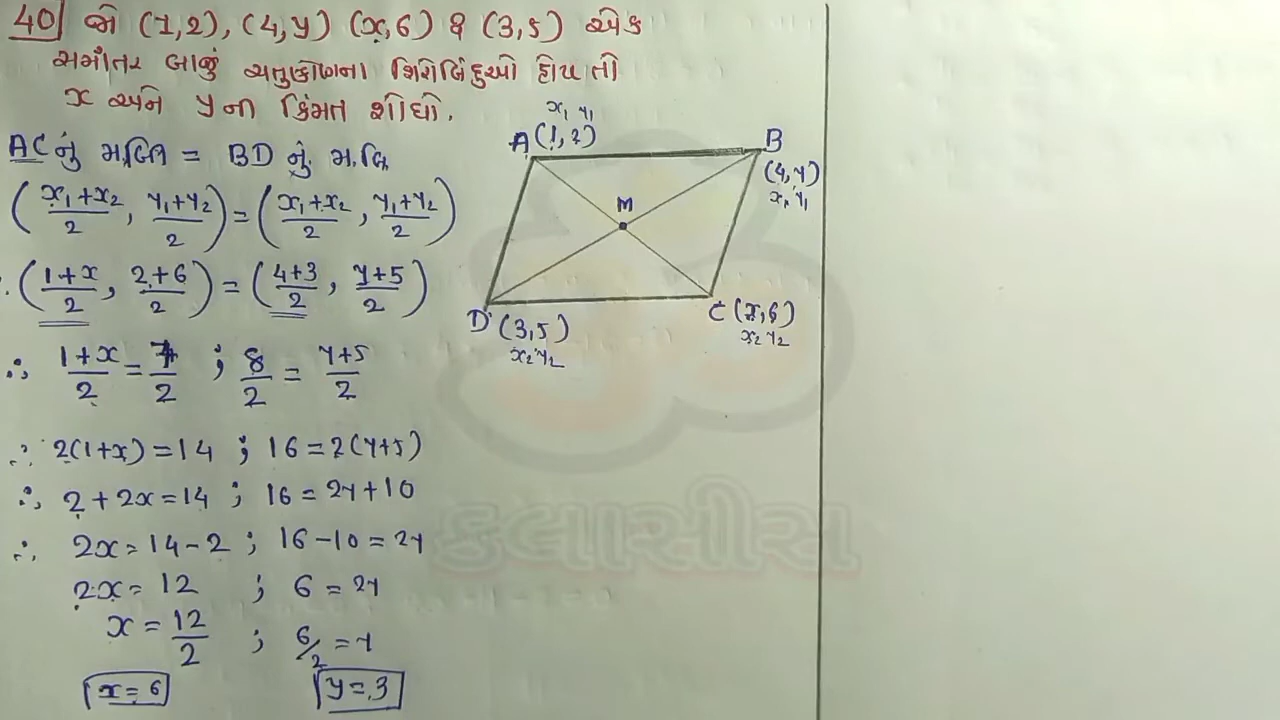 40 જો (1,2), (4,y) (x,6) ઠ (3,5) એક
સમાંતર બાજુ ચતુષ્કોણના શિરોબિંદુઓ હોય તો
x અને y ની કિંમત શોધો.
AC નું મ.બિં = BD નું મ.બિં
(x₁+x₂/2, y₁+y₂/2) = (x₁+x₂/2, y₁+y₂/2)
∴ (1+x/2, 2+6/2) = (4+3/2, y+5/2)
∴ 1+x/2 = 7/2 ; 8/2 = y+5/2
∴ 2(1+x) = 14 ; 16 = 2(y+5)
∴ 2 + 2x = 14 ; 16 = 2y + 10
∴ 2x = 14 - 2 ; 16 - 10 = 2y
2x = 12 ; 6 = 2y
x = 12/2 ; 6/2 = y
x = 6 y = 3
x₁ y₁
A (1,2)
B
(4,y)
x₁ y₁
M
D (3,5)
x₂ y₂
C (x,6)
x₂ y₂
કલાસીસ